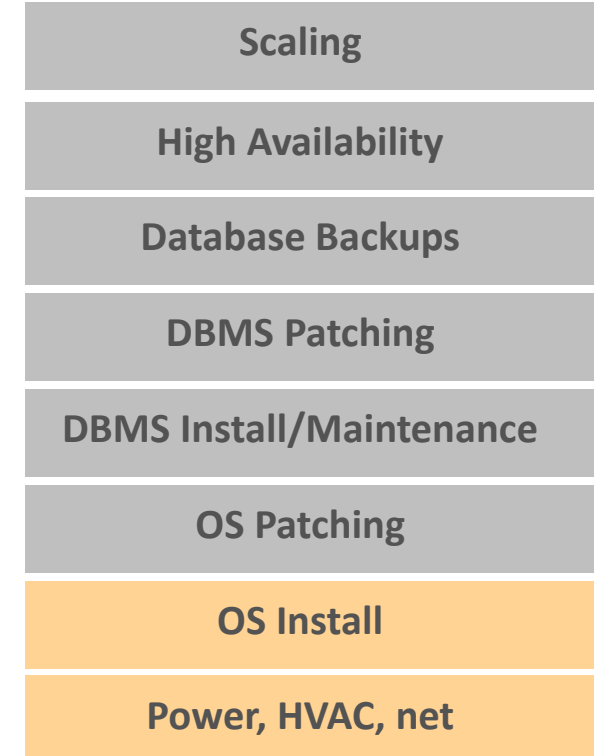 Scaling
High Availability
Database Backups
DBMS Patching
DBMS Install/Maintenance
OS Patching
OS Install
Power, HVAC, net